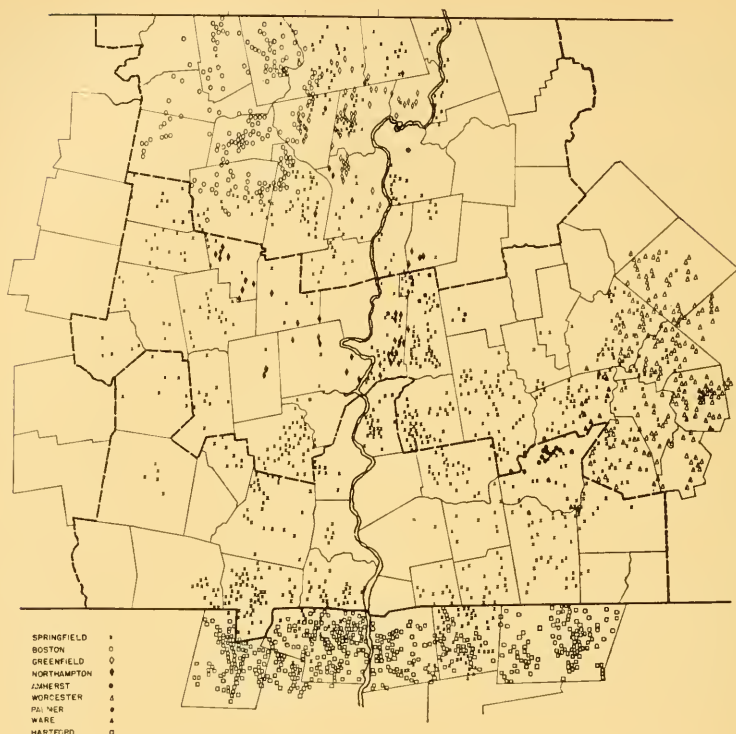 SPRINGFIELD
BOSTON
GREENFIELD
NORTHAMPTON
AMHERST
WORCESTER
PALMER
WARE
HARTFORD